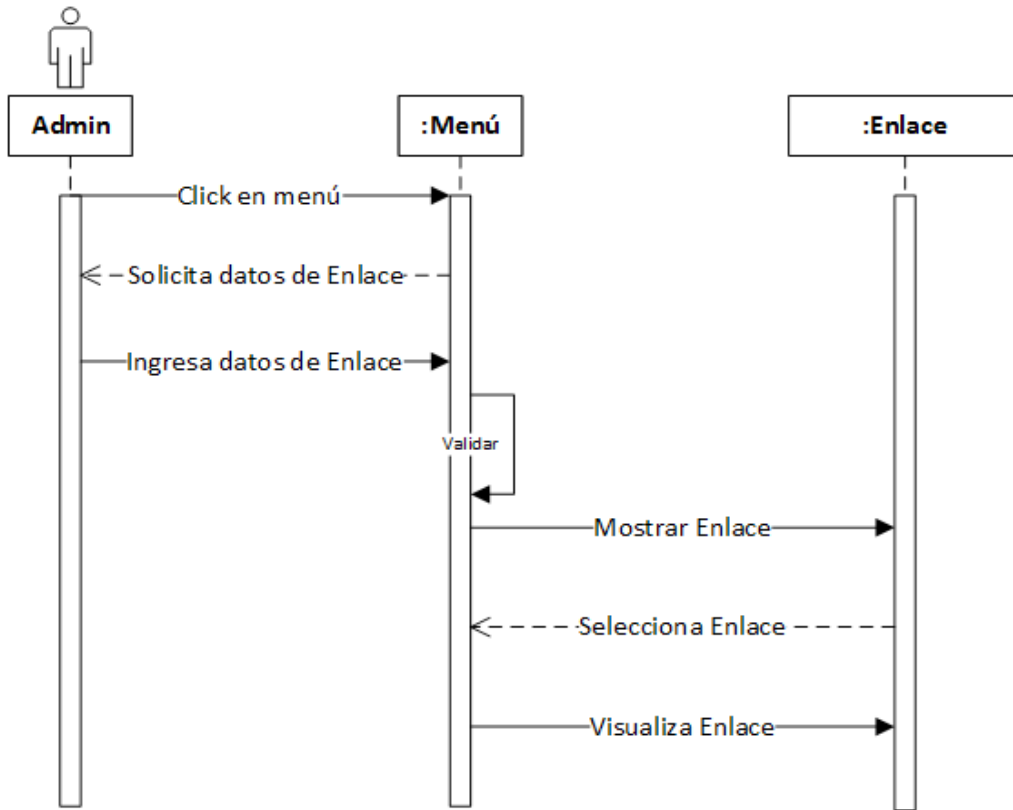 Admin
:Menú
:Enlace
Click en menú
Solicita datos de Enlace
Ingresa datos de Enlace
Validar
Mostrar Enlace
Selecciona Enlace
Visualiza Enlace